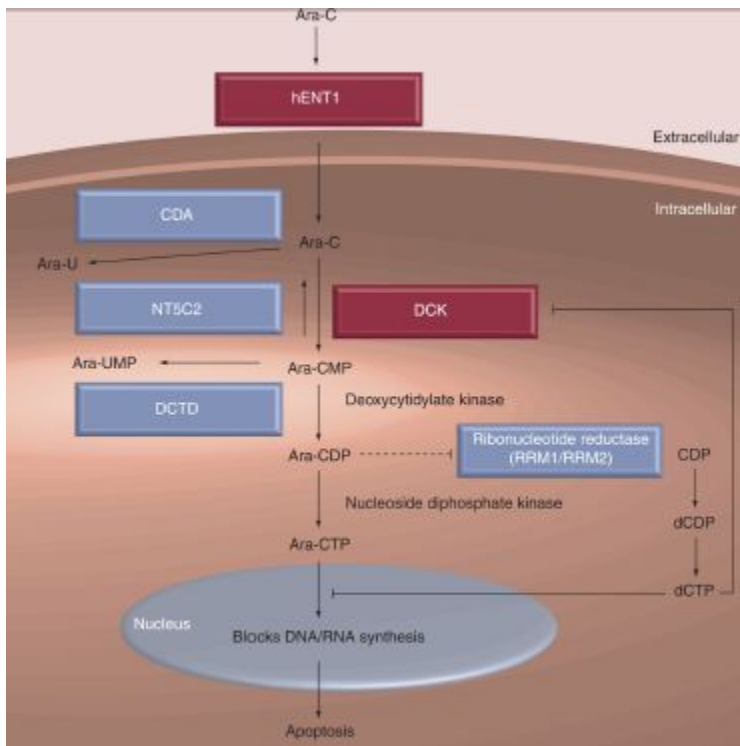 Ara-C
hENT1
Extracellular
Intracellular
CDA
Ara-C
Ara-U
NT5C2
DCK
Ara-UMP
Ara-CMP
DCTD
Deoxycytidylate kinase
Ribonucleotide reductase
(RRM1/RRM2)
Ara-CDP
CDP
Nucleoside diphosphate kinase
dCDP
Ara-CTP
dCTP
Nucleus
Blocks DNA/RNA synthesis
Apoptosis